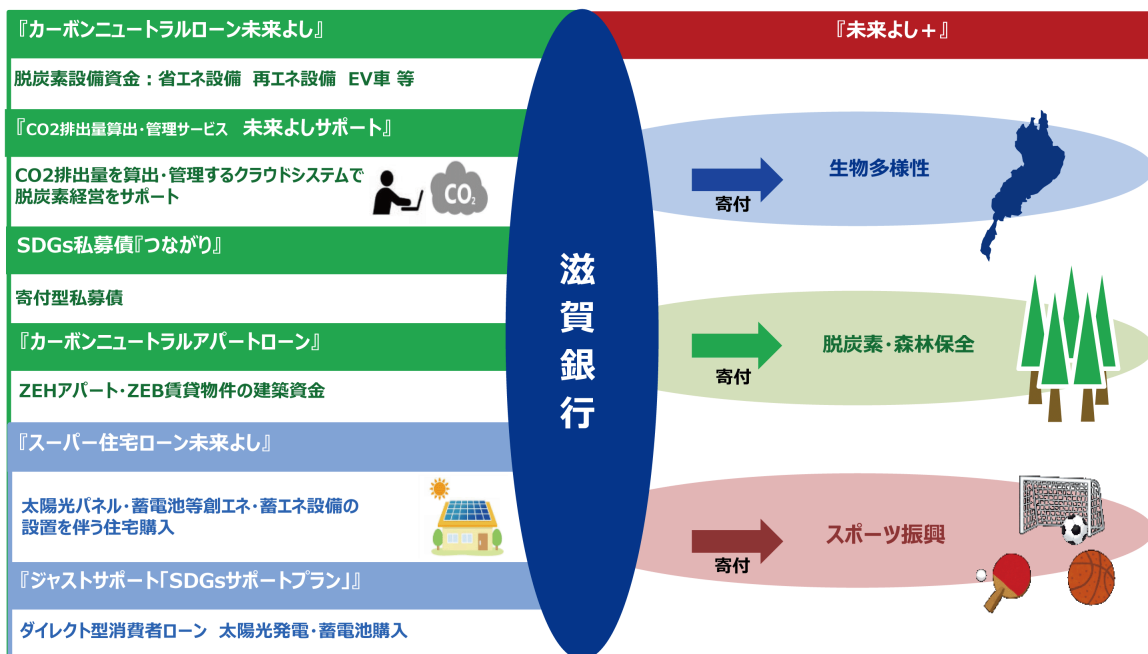 『カーボンニュートラルローン未来よし』
脱炭素設備資金：省エネ設備 再エネ設備 EV車 等
『CO2排出量算出・管理サービス 未来よしサポート』
CO2排出量を算出・管理するクラウドシステムで
脱炭素経営をサポート
CO2
SDGs私募債『つながり』
寄付型私募債
『カーボンニュートラルアパートローン』
ZEHアパート・ZEB賃貸物件の建築資金
『スーパー住宅ローン未来よし』
太陽光パネル・蓄電池等創エネ・蓄エネ設備の
設置を伴う住宅購入
『ジャストサポート「SDGsサポートプラン」』
ダイレクト型消費者ローン 太陽光発電・蓄電池購入
滋賀銀行
『未来よし＋』
寄付
生物多様性
寄付
脱炭素・森林保全
寄付
スポーツ振興